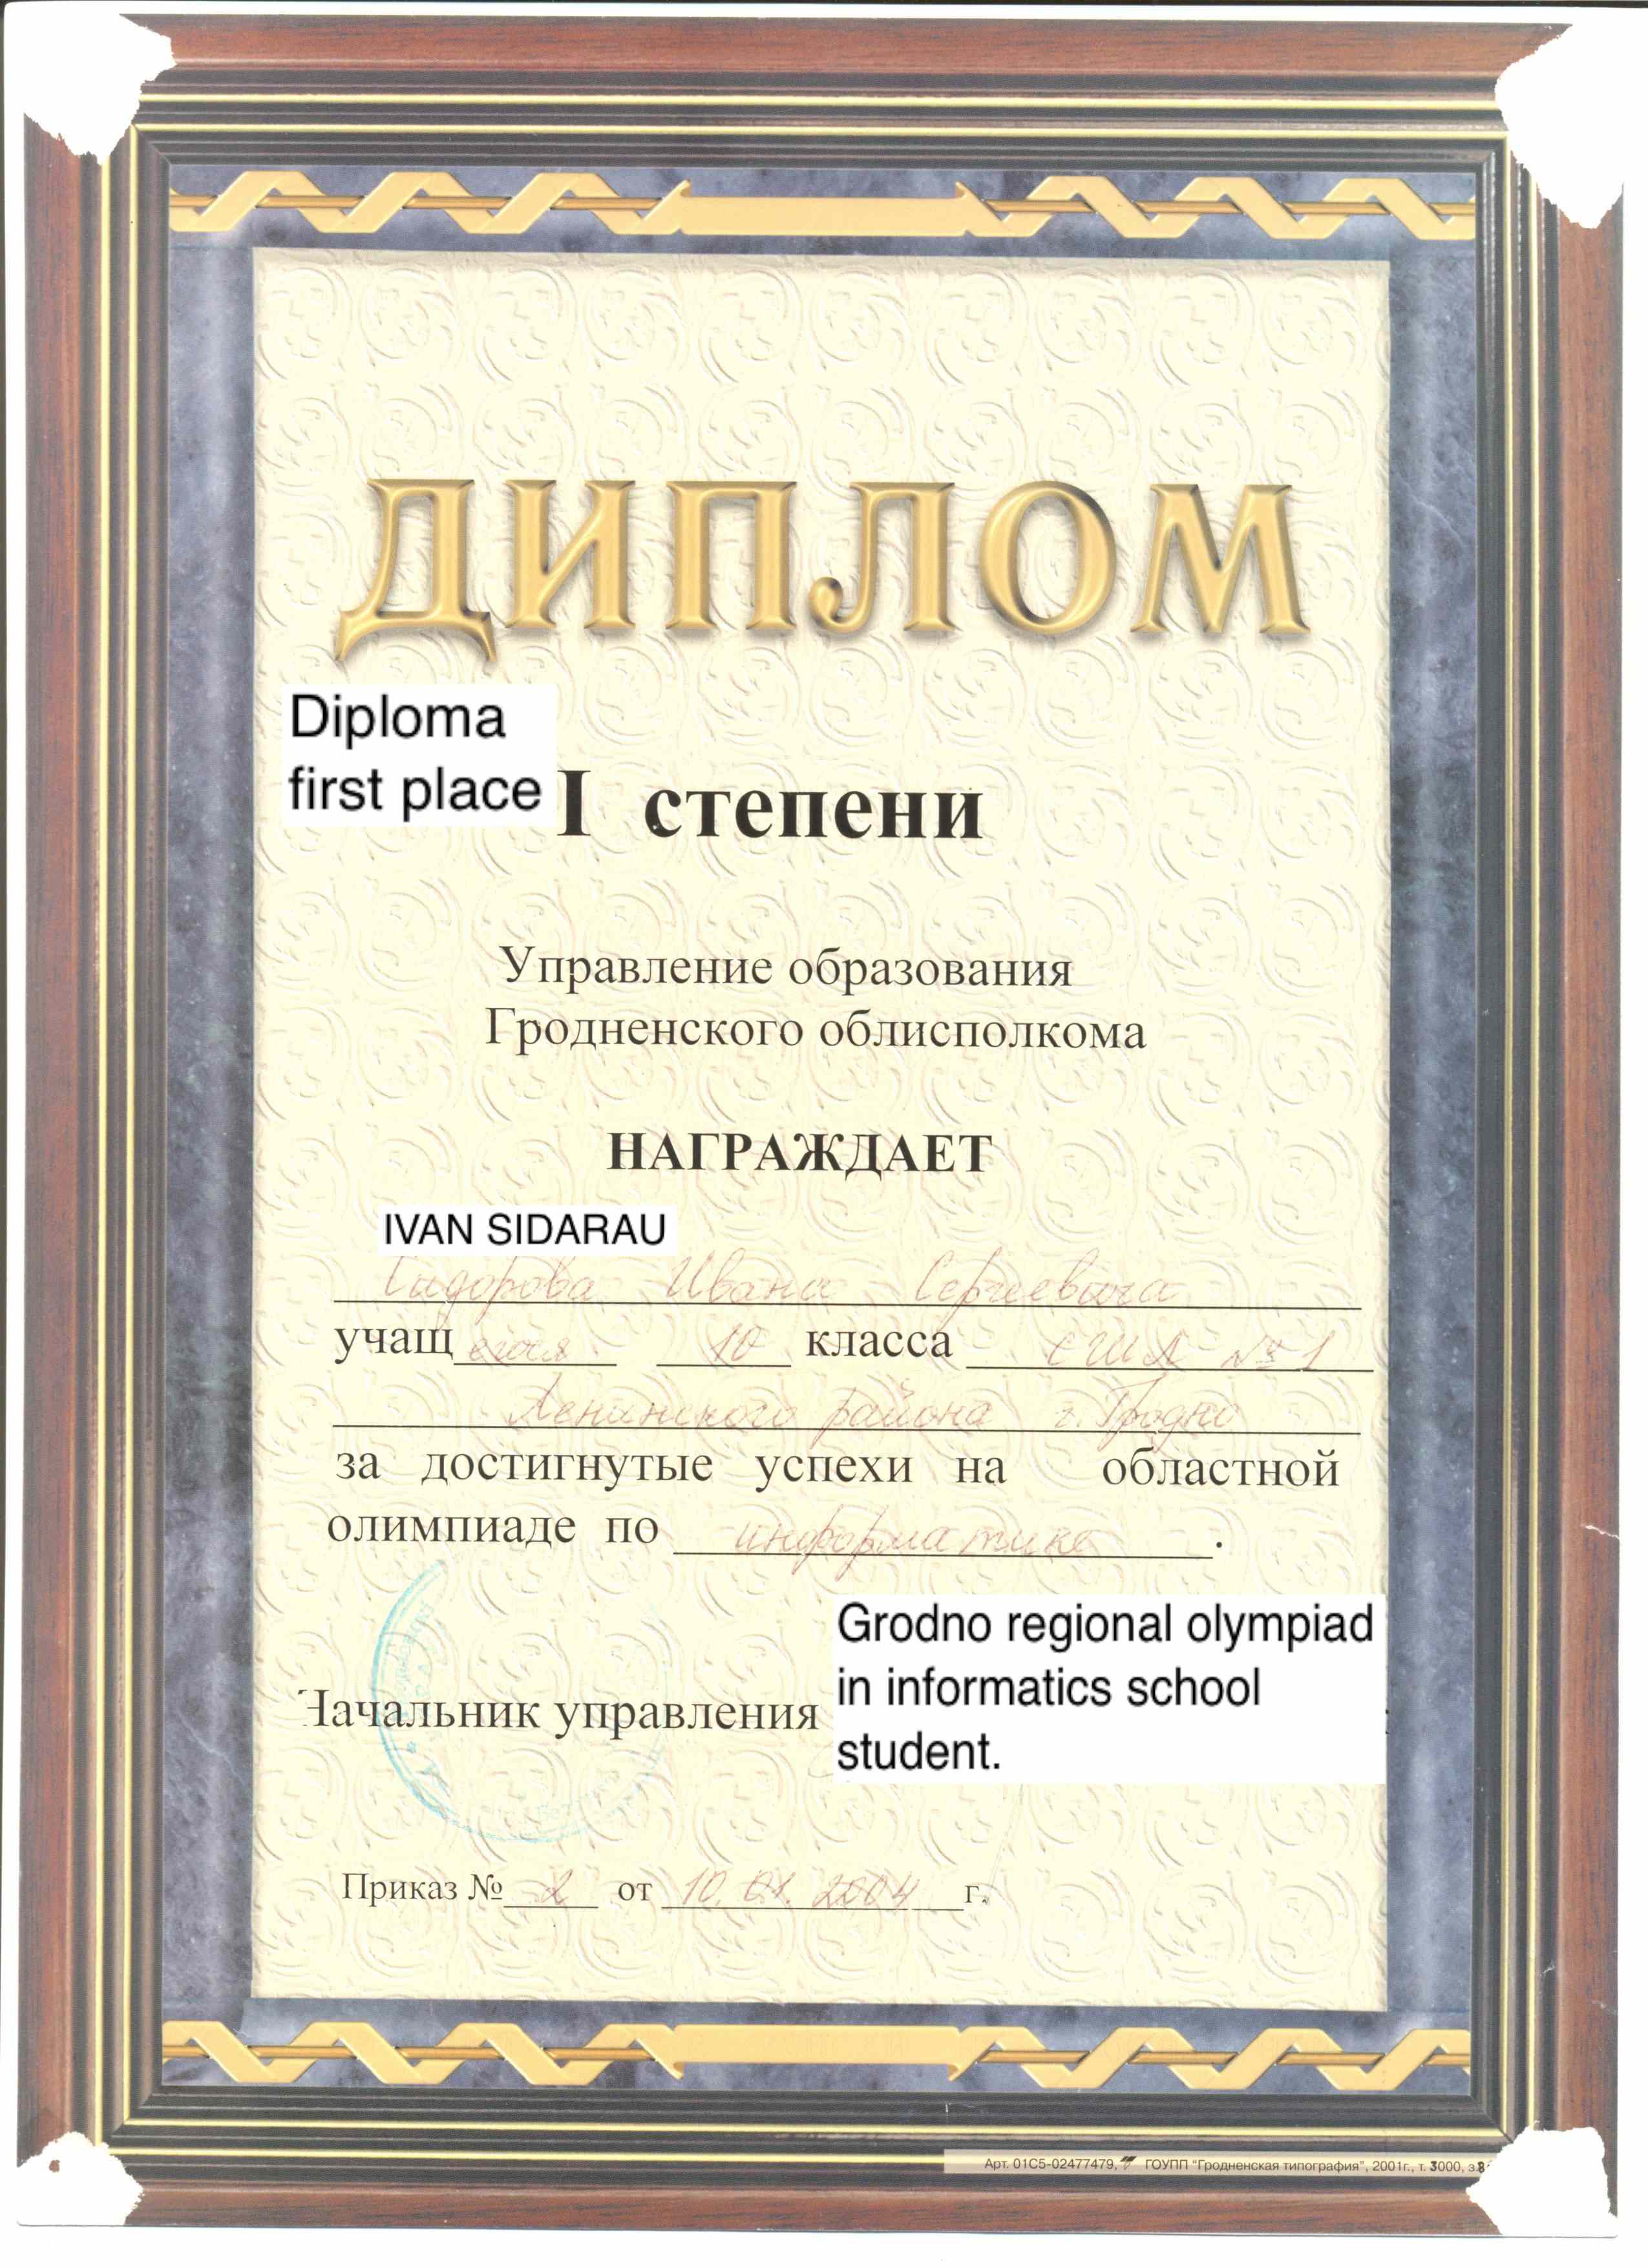 ДИПЛОМ
Diploma
first place
I степени
Управление образования
Гродненского облисполкома
НАГРАЖДАЕТ
IVAN SIDARAU
Сидорова Ивана Сергеевича
учащегося 10 класса СШ № 1
Ленинского района г. Гродно
за достигнутые успехи на областной
олимпиаде по информатике.
Grodno regional olympiad
in informatics school
student.
Начальник управления
Приказ № 2 от 10.01.2004 г.
Арт. 01С5-02477479, ГОУПП "Гродненская типография", 2001г., т. 3000, з.